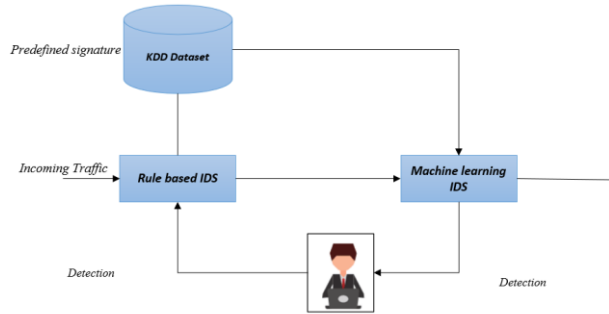 Predefined signature
KDD Dataset
Incoming Traffic
Rule based IDS
Machine learning
IDS
Detection
Detection